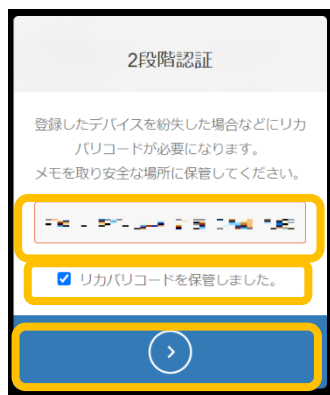 2段階認証
登録したデバイスを紛失した場合などにリカ
バリコードが必要になります。
メモを取り安全な場所に保管してください。
リカバリコードを保管しました。